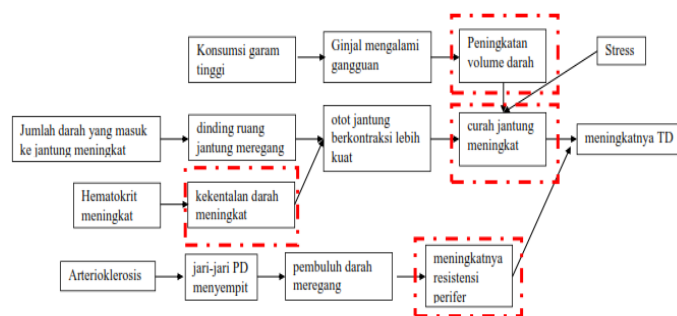 Konsumsi garam
tinggi
Ginjal mengalami
gangguan
Peningkatan
volume darah
Stress
Jumlah darah yang masuk
ke jantung meningkat
dinding ruang
jantung meregang
otot jantung
berkontraksi lebih
kuat
curah jantung
meningkat
meningkatnya TD
Hematokrit
meningkat
kekentalan darah
meningkat
Arterioklerosis
jari-jari PD
menyempit
pembuluh darah
meregang
meningkatnya
resistensi
perifer